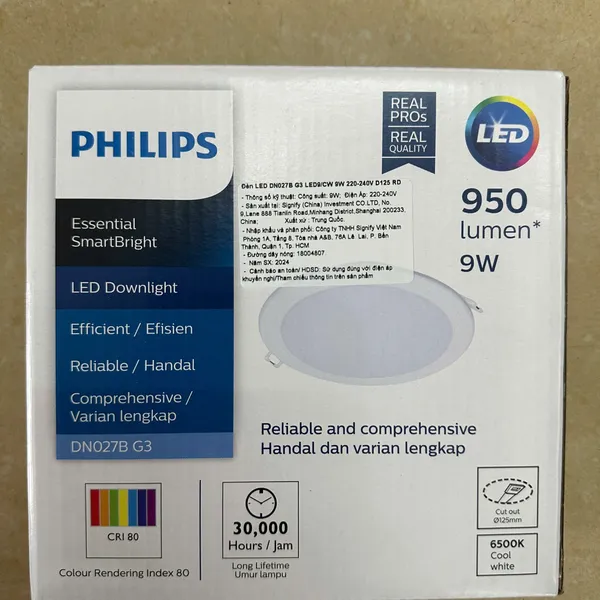 PHILIPS
REAL
PROs
REAL
QUALITY
LED
950
lumen*
9W
Đèn LED DN027B G3 LED9/CW 9W 220-240V D125 RD
- Thông số kỹ thuật: Công suất: 9W; Điện Áp: 220-240V
- Sản xuất tại: Signify (China) Investment CO.LTD, No.
9,Lane 888 Tianlin Road,Minhang District,Shanghai 200233,
China; Xuất xứ : Trung Quốc.
- Nhập khẩu và phân phối: Công ty TNHH Signify Việt Nam
Phòng 1A, Tầng 8, Tòa nhà A&B, 76A Lê. Lai, P. Bến
Thành, Quận 1, Tp. HCM
- Đường dây nóng: 18004807
- Năm SX: 2024
- Cảnh báo an toàn/ HDSD: Sử dụng đúng với điện áp
khuyến nghị/Tham chiếu thông tin trên sản phẩm
Essential
SmartBright
LED Downlight
Efficient / Efisien
Reliable / Handal
Comprehensive /
Varian lengkap
DN027B G3
Reliable and comprehensive
Handal dan varian lengkap
CRI 80
Colour Rendering Index 80
30,000
Hours / Jam
Long Lifetime
Umur lampu
Cut out
Ø125mm
6500K
Cool
white